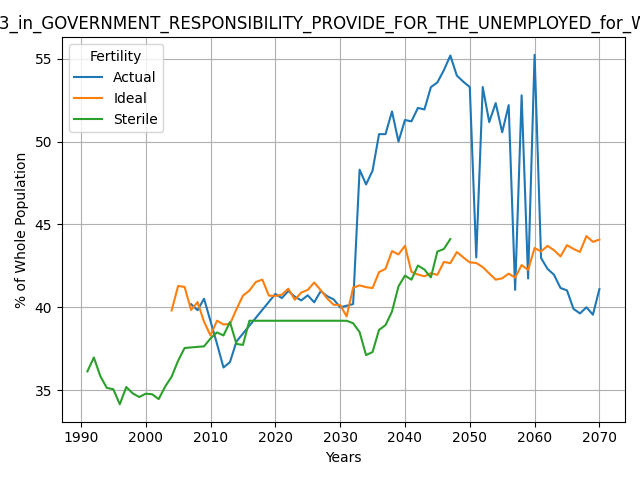 3_in_GOVERNMENT_RESPONSIBILITY_PROVIDE_FOR_THE_UNEMPLOYED_for_W
Fertility
Actual
Ideal
Sterile
% of Whole Population
55
50
45
40
35
1990 2000 2010 2020 2030 2040 2050 2060 2070
Years